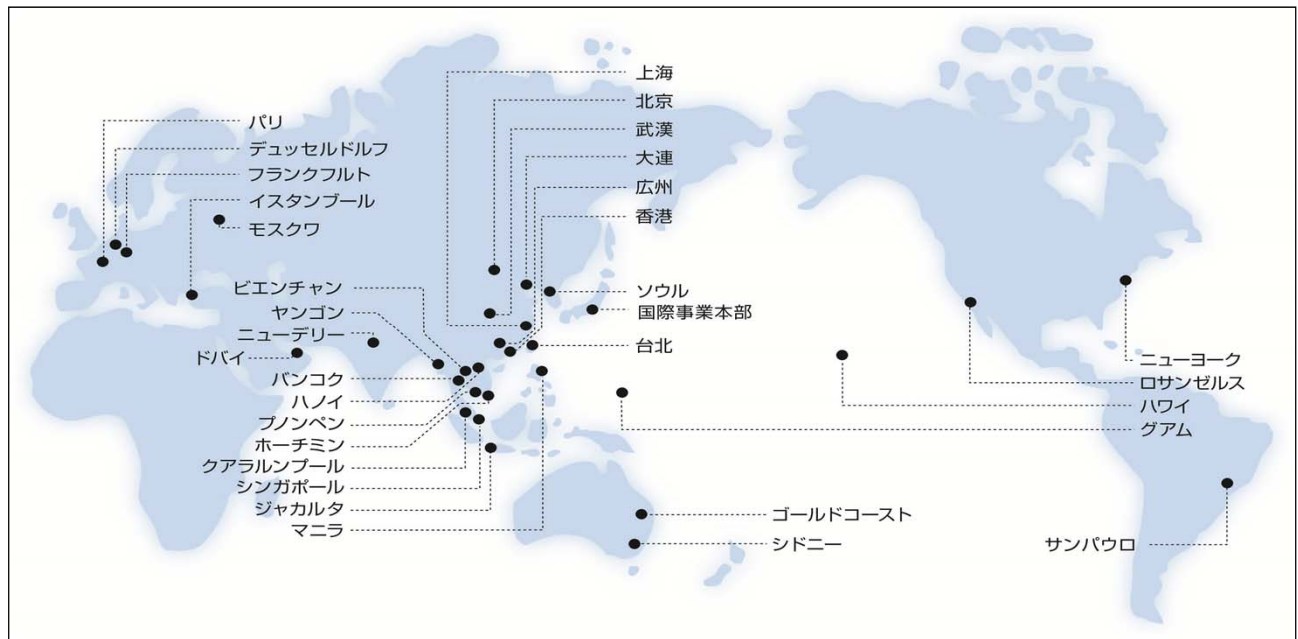 上海
北京
武漢
大連
広州
香港
パリ
デュッセルドルフ
フランクフルト
イスタンブール
モスクワ
ビエンチャン
ヤンゴン
ニューデリー
ドバイ
バンコク
ハノイ
プノンペン
ホーチミン
クアラルンプール
シンガポール
ジャカルタ
マニラ
ソウル
国際事業本部
台北
ゴールドコースト
シドニー
ニューヨーク
ロサンゼルス
ハワイ
グアム
サンパウロ